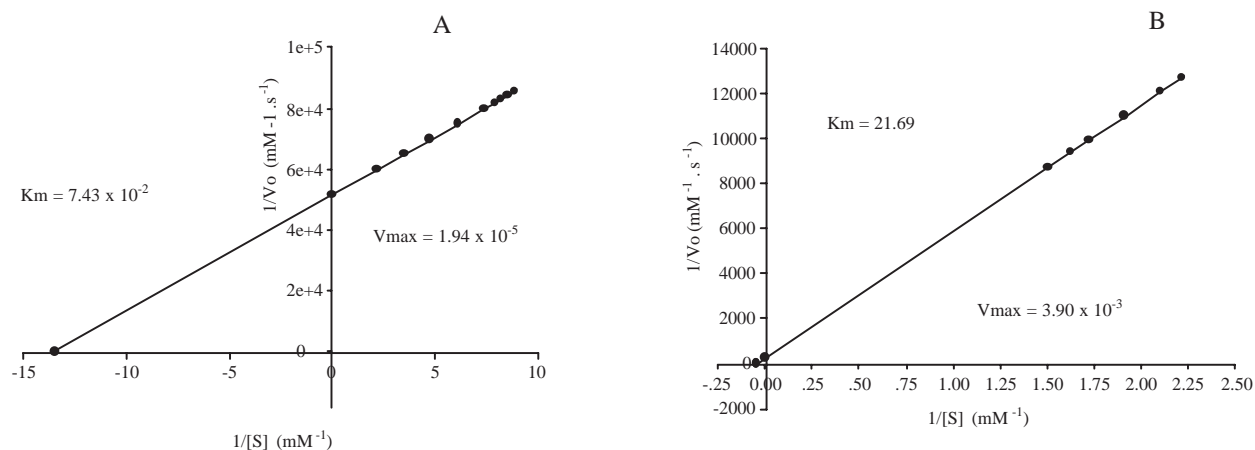 A
1/Vo (mM -1 .s⁻¹)
1e+5
8e+4
6e+4
4e+4
2e+4
0
Km = 7.43 x 10⁻²
Vmax = 1.94 x 10⁻⁵
-15 -10 -5 0 5 10
1/[S] (mM⁻¹)
B
1/Vo (mM⁻¹ . s⁻¹)
14000
12000
10000
8000
6000
4000
2000
0
-2000
Km = 21.69
Vmax = 3.90 x 10⁻³
-.25 0.00 .25 .50 .75 1.00 1.25 1.50 1.75 2.00 2.25 2.50
1/[S] (mM⁻¹)